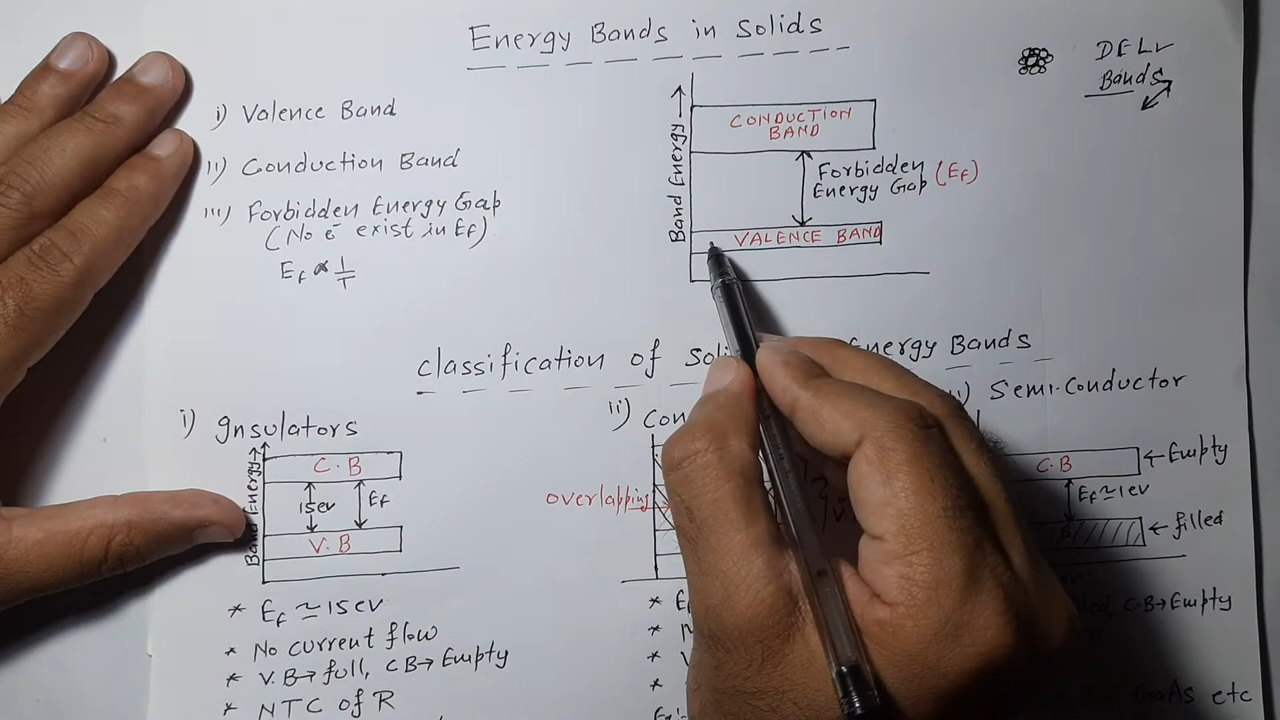 Energy Bands in Solids
DELr
Bands
i) Valence Band
ii) Conduction Band
iii) Forbidden Energy Gap
(No e̅ exist in Ef)
Ef ∝ 1/T
Band Energy →
CONDUCTION
BAND
Forbidden
Energy Gap (Ef)
VALENCE BAND
classification of Energy Bands
i) Insulators
Band Energy →
C.B
15ev
Ef
V.B
* Ef ≃ 15ev
* No current flow
* V.B → full, CB → Empty
* NTC of R
ii)
overlapping
Semi-Conductor
C.B
← Empty
Ef ≃ 1ev
← filled
C.B → Empty
GaAs etc